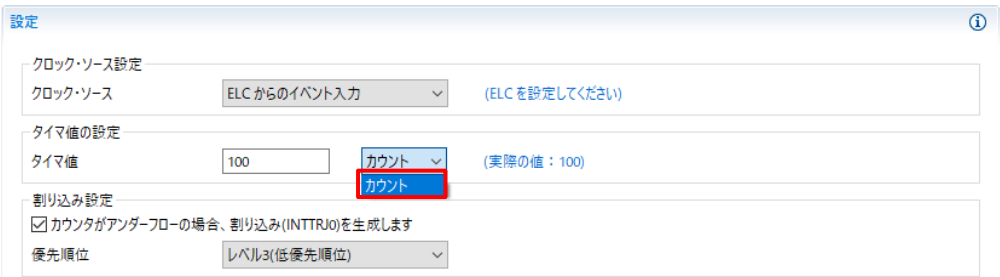 設定
クロック・ソース設定
クロック・ソース ELC からのイベント入力 (ELC を設定してください)
タイマ値の設定
タイマ値 100 カウント (実際の値：100)
カウント
割り込み設定
カウンタがアンダーフローの場合、割り込み(INTTRJ0)を生成します
優先順位 レベル3(低優先順位)